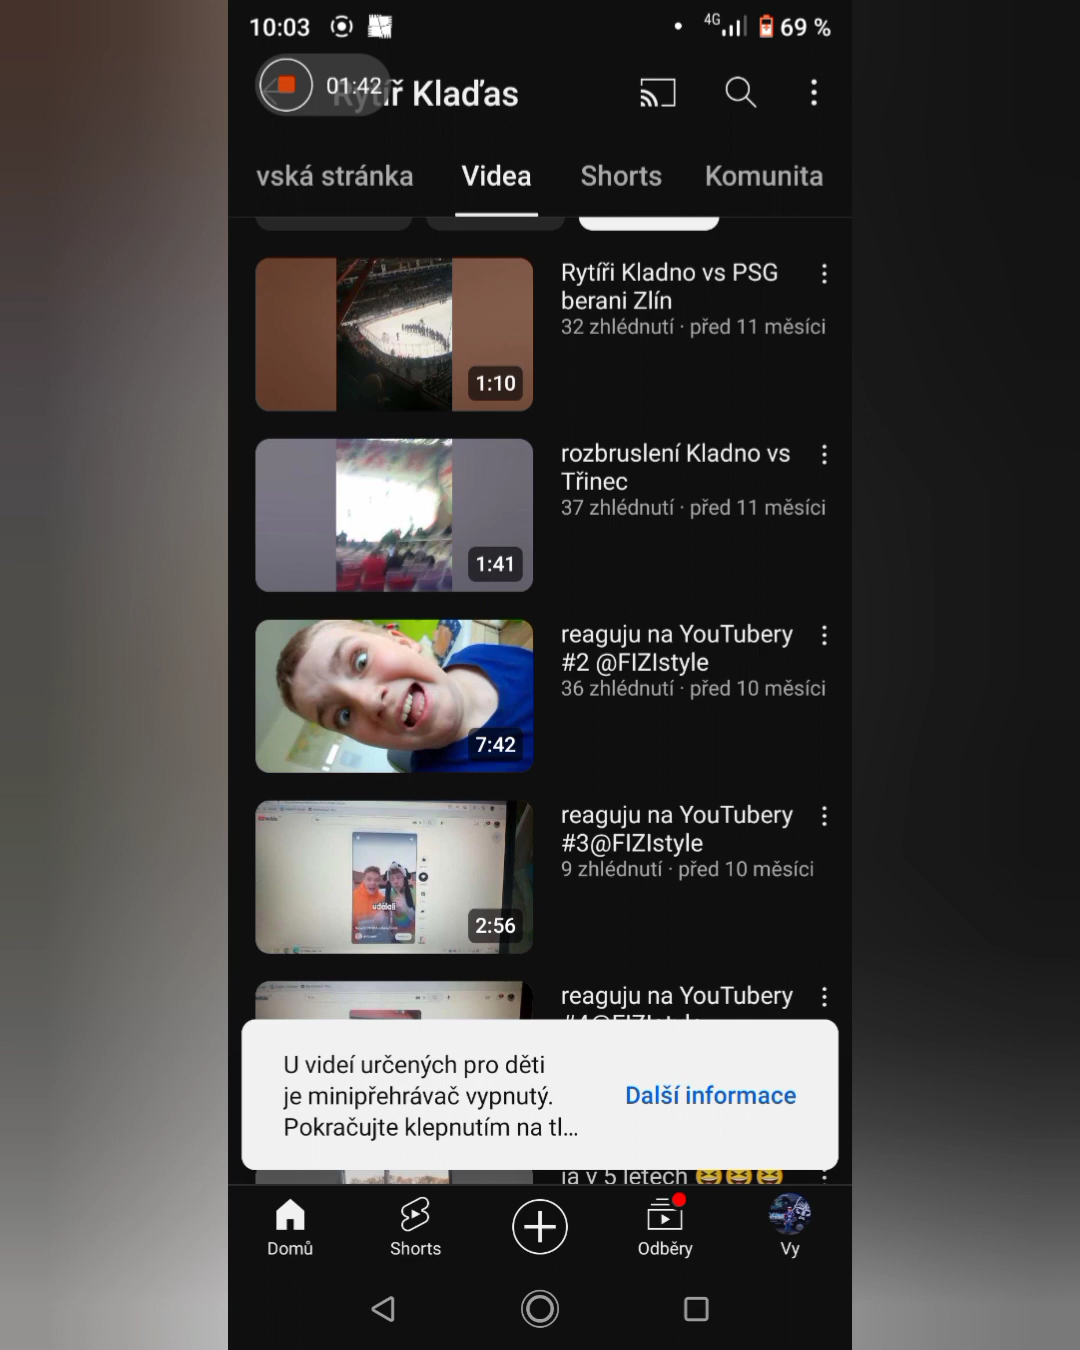 10:03
4G
69 %
01:42
Rytíř Klaďas
vská stránka
Videa
Shorts
Komunita
Rytíři Kladno vs PSG
berani Zlín
32 zhlédnutí · před 11 měsíci
1:10
rozbruslení Kladno vs
Třinec
37 zhlédnutí · před 11 měsíci
1:41
reaguju na YouTubery
#2 @FIZIstyle
36 zhlédnutí · před 10 měsíci
7:42
reaguju na YouTubery
#3@FIZIstyle
9 zhlédnutí · před 10 měsíci
udělali
2:56
reaguju na YouTubery
#4@FIZIstyle
U videí určených pro děti
je minipřehrávač vypnutý.
Pokračujte klepnutím na tl...
Další informace
ja v 5 letech 😆😆😆
Domů
Shorts
Odběry
Vy